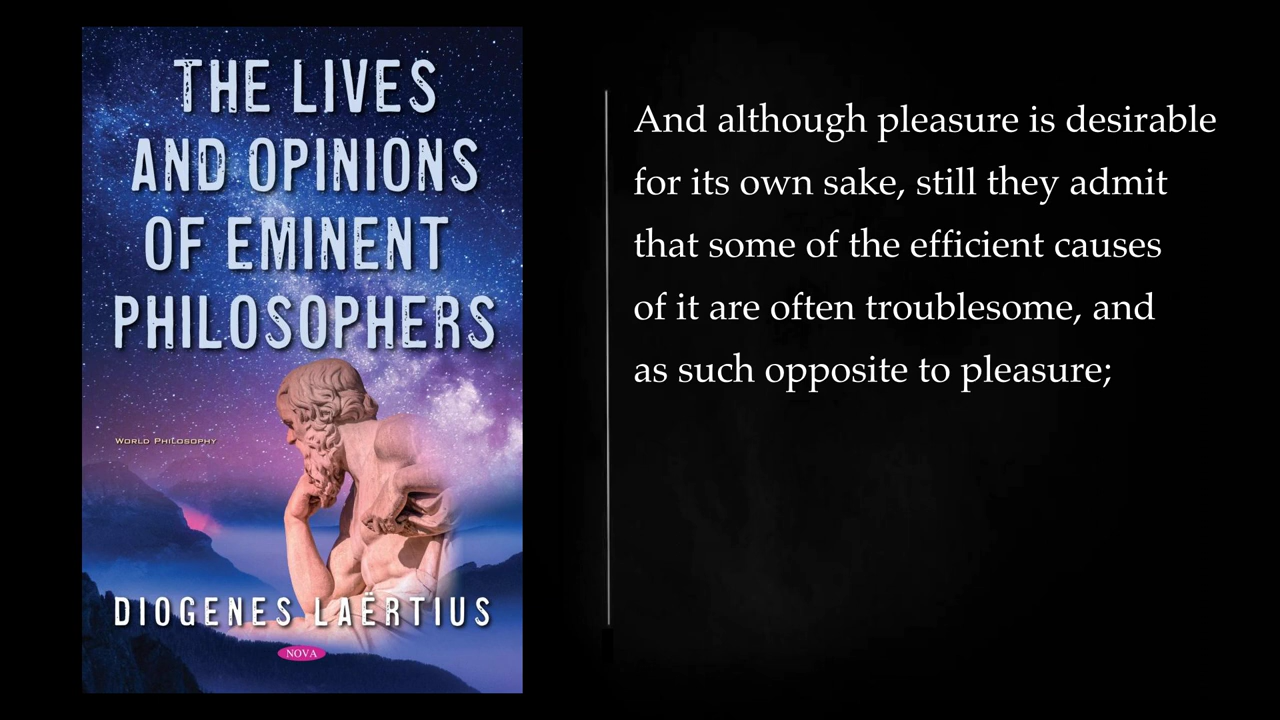 THE LIVES
AND OPINIONS
OF EMINENT
PHILOSOPHERS
WORLD PHILOSOPHY
DIOGENES LAËRTIUS
NOVA
And although pleasure is desirable
for its own sake, still they admit
that some of the efficient causes
of it are often troublesome, and
as such opposite to pleasure;